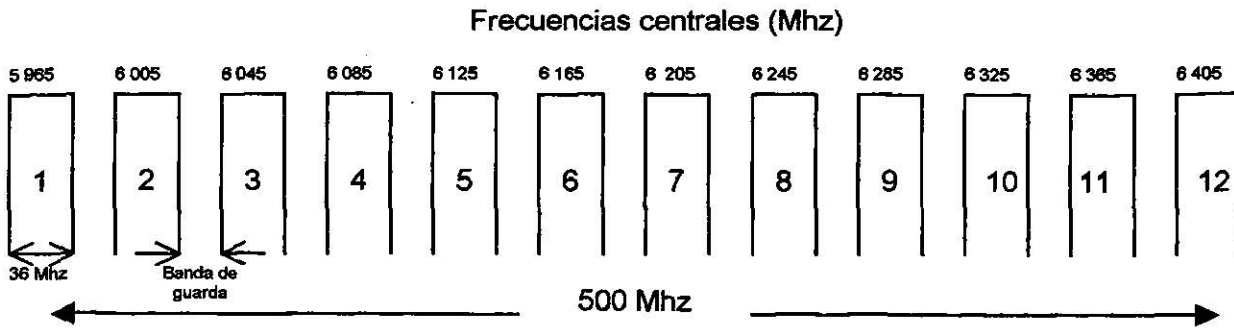 Frecuencias centrales (Mhz)
5 965 6 005 6 045 6 085 6 125 6 165 6 205 6 245 6 285 6 325 6 365 6 405
1 2 3 4 5 6 7 8 9 10 11 12
36 Mhz
Banda de
guarda
500 Mhz